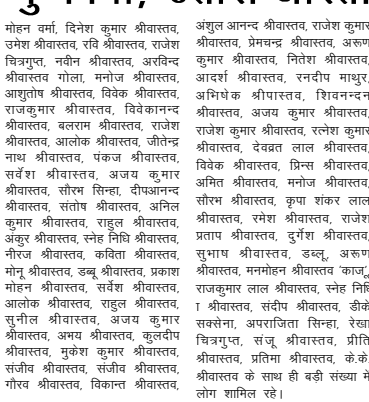 मोहन वर्मा, दिनेश कुमार श्रीवास्तव,
उमेश श्रीवास्तव, रवि श्रीवास्तव, राजेश
चित्रगुप्त, नवीन श्रीवास्तव, अरविन्द
श्रीवास्तव गोला, मनोज श्रीवास्तव,
आशुतोष श्रीवास्तव, विवेक श्रीवास्तव,
राजकुमार श्रीवास्तव, विवेकानन्द
श्रीवास्तव, बलराम श्रीवास्तव, राजेश
श्रीवास्तव, आलोक श्रीवास्तव, जीतेन्द्र
नाथ श्रीवास्तव, पंकज श्रीवास्तव,
सर्वेश श्रीवास्तव, अजय कुमार
श्रीवास्तव, सौरभ सिन्हा, दीपआनन्द
श्रीवास्तव, संतोष श्रीवास्तव, अनिल
कुमार श्रीवास्तव, राहुल श्रीवास्तव,
अंकुर श्रीवास्तव, स्नेह निधि श्रीवास्तव,
नीरज श्रीवास्तव, कविता श्रीवास्तव,
मोनू श्रीवास्तव, डब्बू श्रीवास्तव, प्रकाश
मोहन श्रीवास्तव, सर्वेश श्रीवास्तव,
आलोक श्रीवास्तव, राहुल श्रीवास्तव,
सुनील श्रीवास्तव, अजय कुमार
श्रीवास्तव, अभय श्रीवास्तव, कुलदीप
श्रीवास्तव, मुकेश कुमार श्रीवास्तव,
संजीव श्रीवास्तव, संजीव श्रीवास्तव,
गौरव श्रीवास्तव, विकान्त श्रीवास्तव,
अंशुल आनन्द श्रीवास्तव, राजेश कुमार
श्रीवास्तव, प्रेमचन्द्र श्रीवास्तव, अरूण
कुमार श्रीवास्तव, नितेश श्रीवास्तव,
आदर्श श्रीवास्तव, रनदीप माथुर,
अभिषेक श्रीपास्तव, शिवनन्दन
श्रीवास्तव, अजय कुमार श्रीवास्तव,
राजेश कुमार श्रीवास्तव, रत्नेश कुमार
श्रीवास्तव, देवव्रत लाल श्रीवास्तव,
विवेक श्रीवास्तव, प्रिन्स श्रीवास्तव,
अमित श्रीवास्तव, मनोज श्रीवास्तव,
सौरभ श्रीवास्तव, कृपा शंकर लाल
श्रीवास्तव, रमेश श्रीवास्तव, राजेश
प्रताप श्रीवास्तव, दुर्गेश श्रीवास्तव,
सुभाष श्रीवास्तव, डब्लू, अरूण
श्रीवास्तव, मनमोहन श्रीवास्तव 'काजू',
राजकुमार लाल श्रीवास्तव, स्नेह निधि
ा श्रीवास्तव, संदीप श्रीवास्तव, डीके
सक्सेना, अपराजिता सिन्हा, रेखा
चित्रगुप्त, संजू श्रीवास्तव, प्रीति
श्रीवास्तव, प्रतिमा श्रीवास्तव, के.के.
श्रीवास्तव के साथ ही बड़ी संख्या में
लोग शामिल रहे।